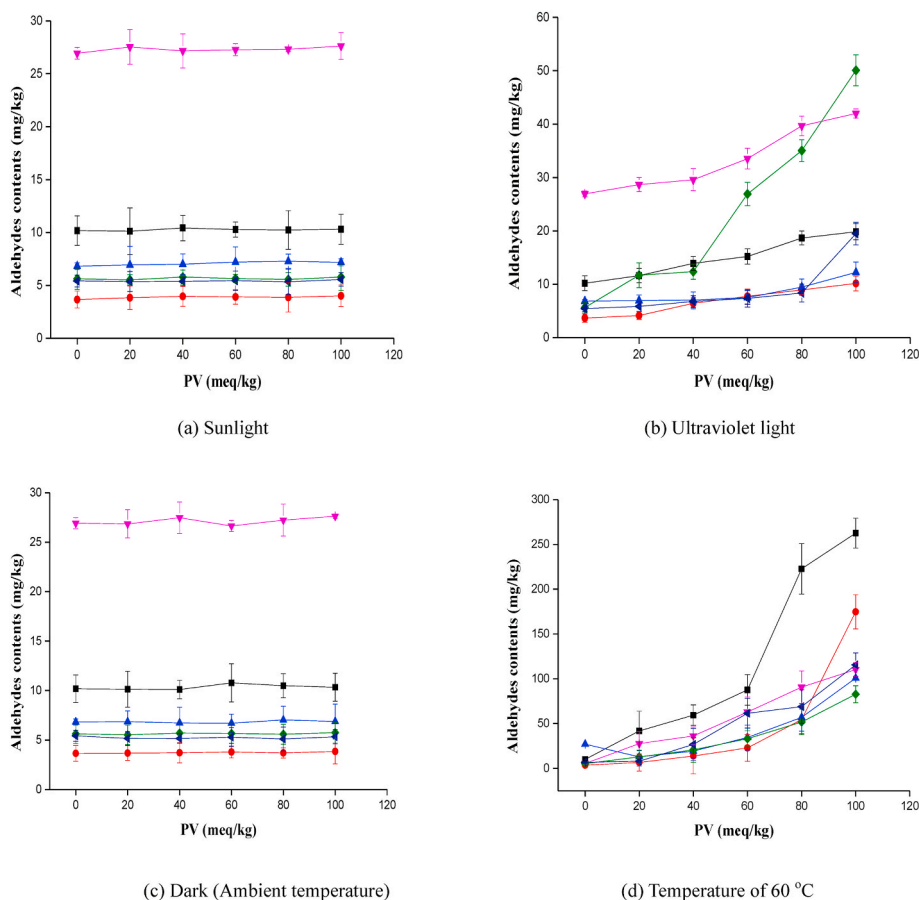 30
25
20
15
10
5
0
Aldehydes contents (mg/kg)
0 20 40 60 80 100 120
PV (meq/kg)
(a) Sunlight
60
50
40
30
20
10
0
Aldehydes contents (mg/kg)
0 20 40 60 80 100 120
PV (meq/kg)
(b) Ultraviolet light
30
25
20
15
10
5
0
Aldehydes contents (mg/kg)
0 20 40 60 80 100 120
PV (meq/kg)
(c) Dark (Ambient temperature)
300
250
200
150
100
50
0
Aldehydes contents (mg/kg)
0 20 40 60 80 100 120
PV (meq/kg)
(d) Temperature of 60 °C